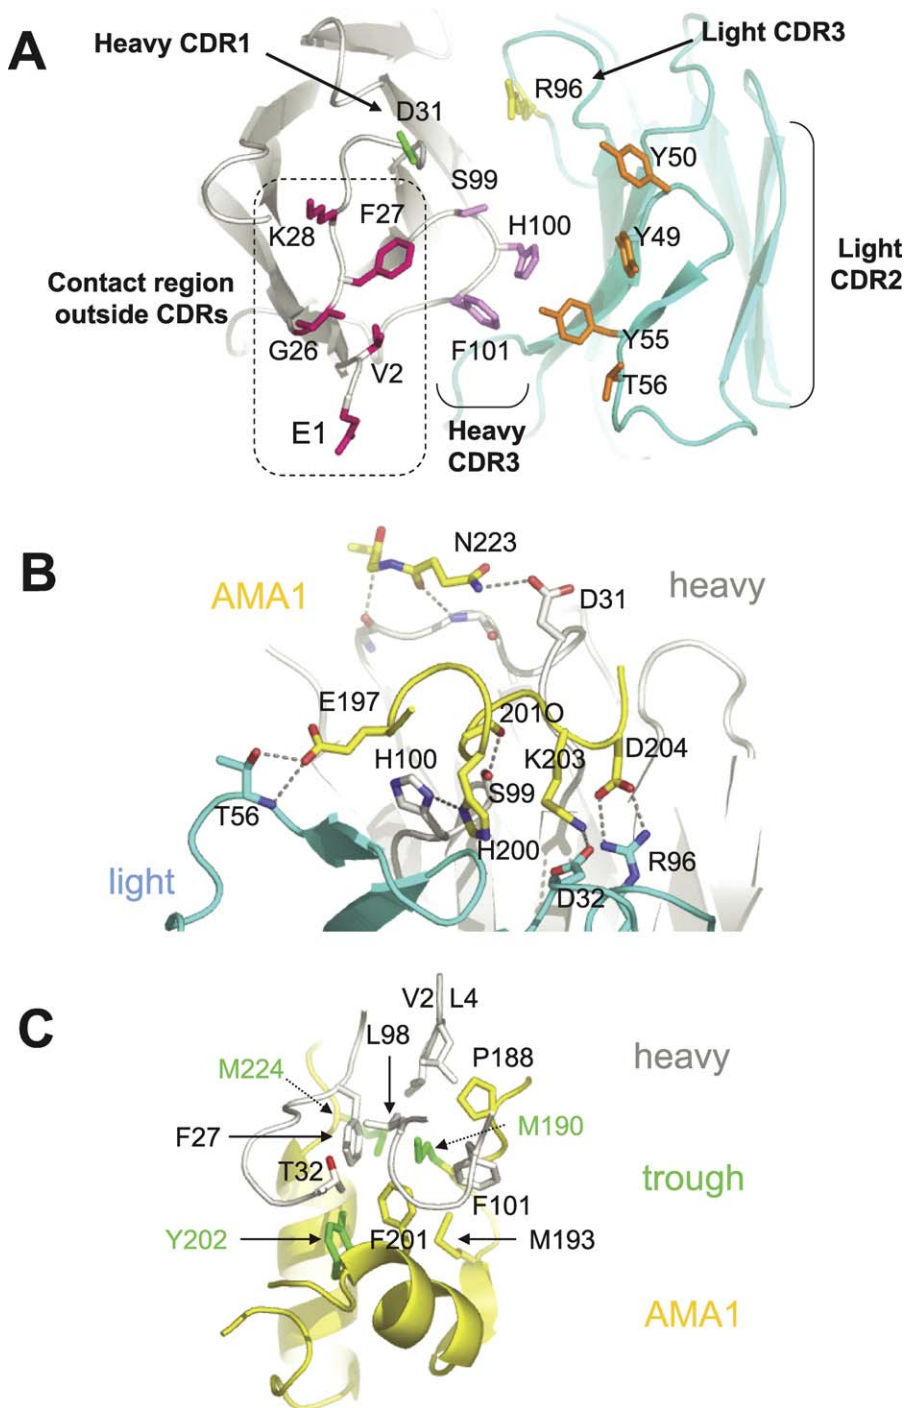 A
Heavy CDR1
Light CDR3
R96
D31
Y50
S99
F27
K28
H100
Y49
Light
CDR2
Contact region
outside CDRs
G26
V2
F101
Y55
T56
E1
Heavy
CDR3
B
N223
AMA1
D31
heavy
E197
201O
H100
K203
D204
S99
T56
H200
R96
light
D32
C
V2 L4
L98
P188
heavy
M224
F27
M190
T32
trough
F101
Y202
F201
M193
AMA1